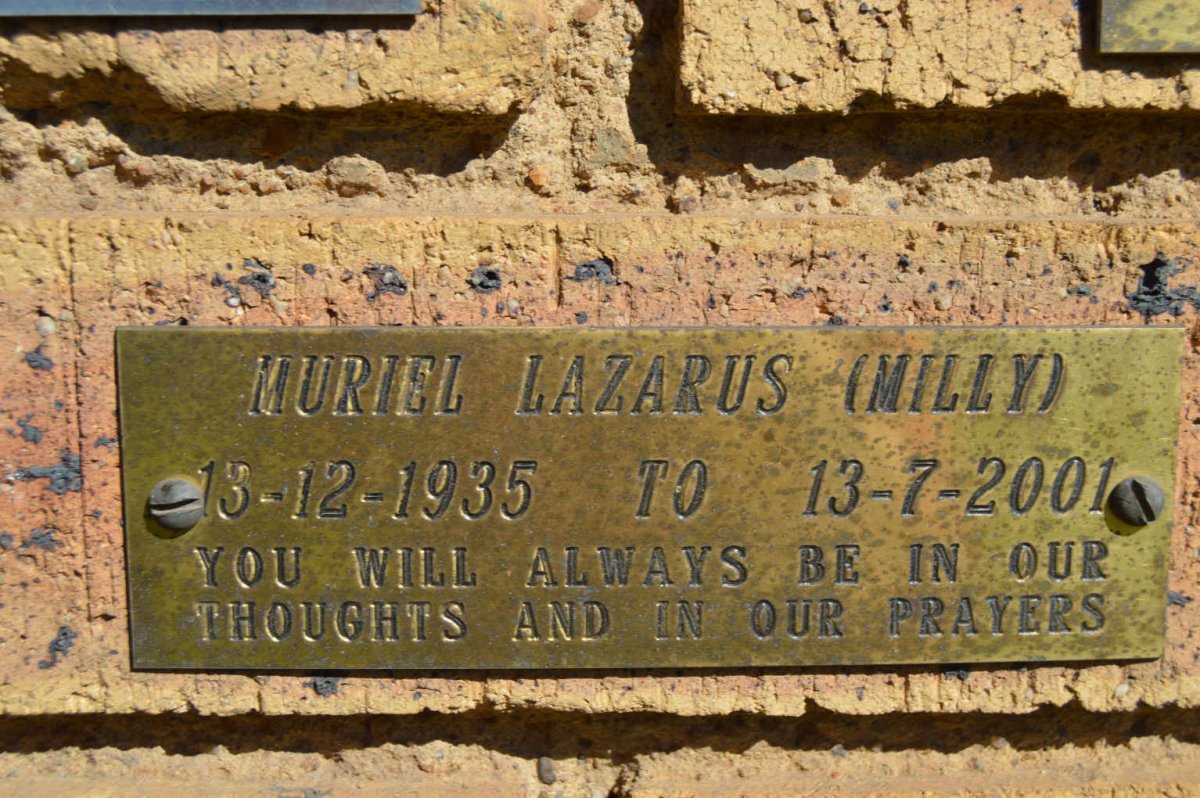 MURIEL LAZARUS (MILLY)
13-12-1935 TO 13-7-2001
YOU WILL ALWAYS BE IN OUR
THOUGHTS AND IN OUR PRAYERS